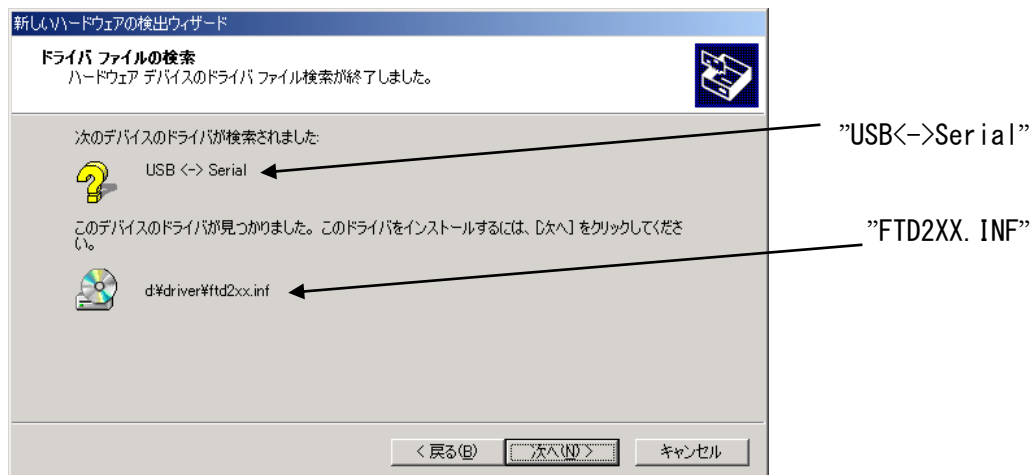 新しいハードウェアの検出ウィザード
ドライバ ファイルの検索
ハードウェア デバイスのドライバ ファイル検索が終了しました。
次のデバイスのドライバが検索されました:
USB <-> Serial
”USB<->Serial”
このデバイスのドライバが見つかりました。このドライバをインストールするには、[次へ] をクリックしてくださ
い。
”FTD2XX.INF”
d:¥driver¥ftd2xx.inf
< 戻る(B)
次へ(N) >
キャンセル